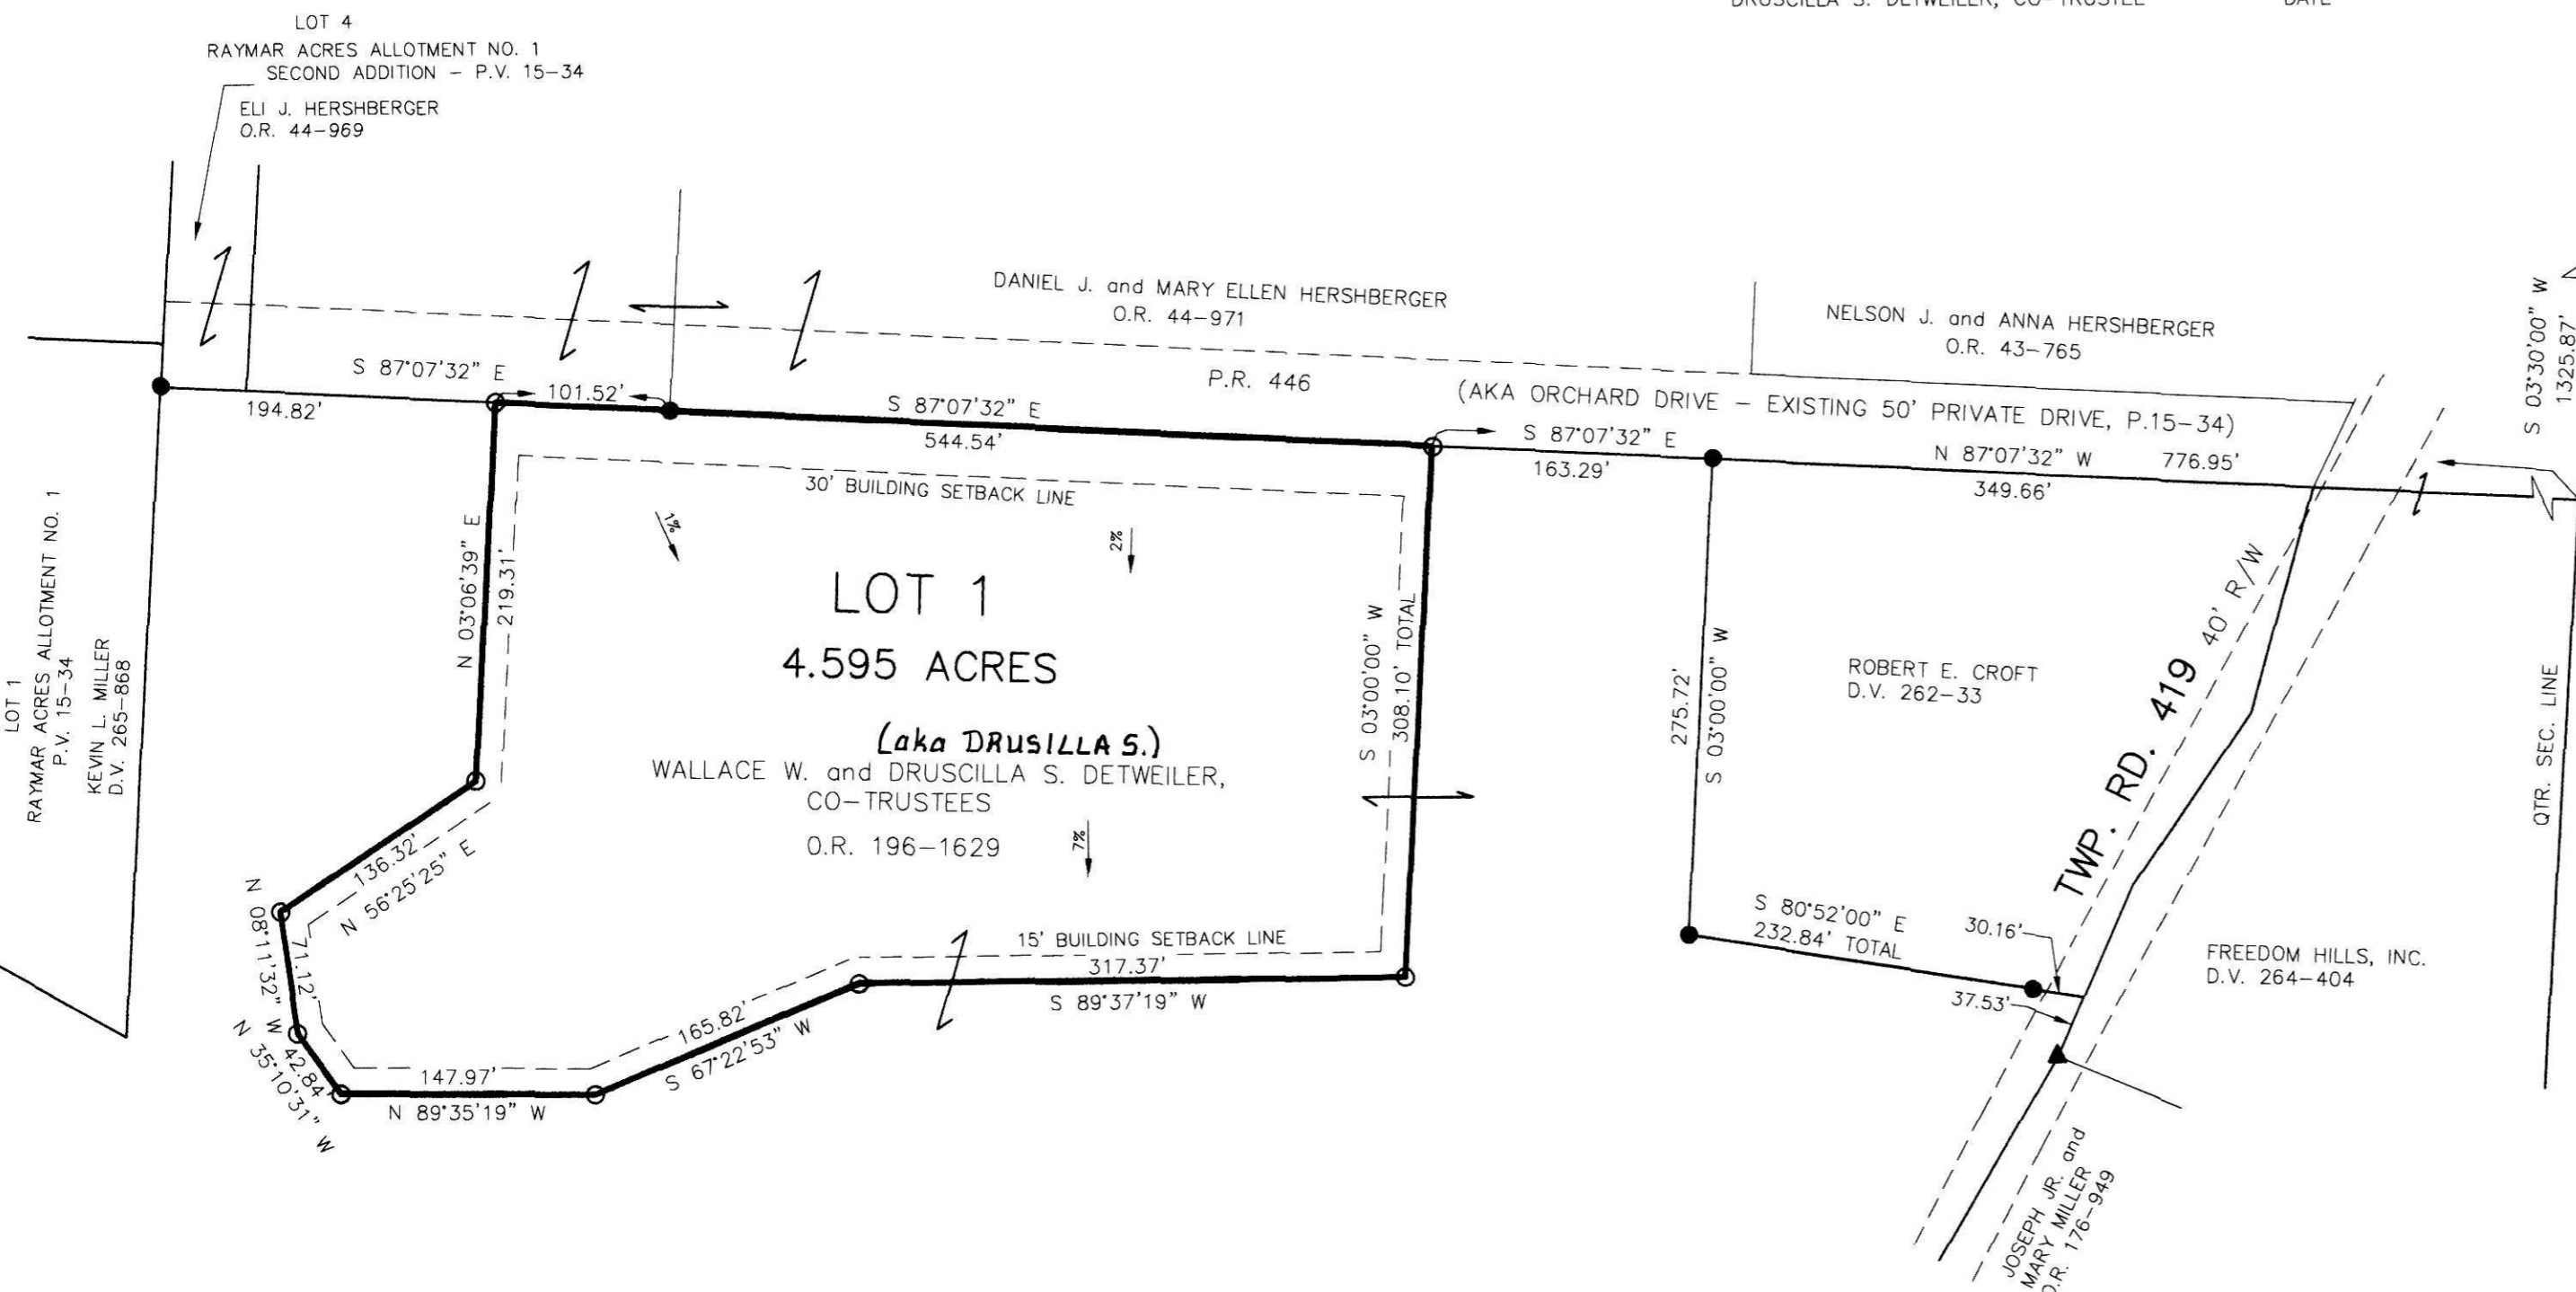 DRUSCILLA S. DETWEILER, CO-TRUSTEE
DATE
LOT 4
RAYMAR ACRES ALLOTMENT NO. 1
SECOND ADDITION – P.V. 15–34
ELI J. HERSHBERGER
O.R. 44–969
DANIEL J. and MARY ELLEN HERSHBERGER
O.R. 44–971
NELSON J. and ANNA HERSHBERGER
O.R. 43–765
S 03°30'00" W
1325.87'
S 87°07'32" E
194.82'
101.52'
S 87°07'32" E
544.54'
P.R. 446
(AKA ORCHARD DRIVE – EXISTING 50' PRIVATE DRIVE, P.15–34)
S 87°07'32" E
163.29'
N 87°07'32" W 776.95'
349.66'
30' BUILDING SETBACK LINE
1%
2%
N 03°06'39" E
219.31'
LOT 1
4.595 ACRES
(aka DRUSILLA S.)
WALLACE W. and DRUSCILLA S. DETWEILER,
CO–TRUSTEES
O.R. 196–1629
7%
S 03°00'00" W
308.10' TOTAL
LOT 1
RAYMAR ACRES ALLOTMENT NO. 1
P.V. 15–34
KEVIN L. MILLER
D.V. 265–868
275.72'
S 03°00'00" W
ROBERT E. CROFT
D.V. 262–33
TWP. RD. 419 40' R/W
QTR. SEC. LINE
136.32'
N 56°25'25" E
N 08°11'32" W
71.12'
42.84'
N 35°10'31" W
147.97'
N 89°35'19" W
165.82'
S 67°22'53" W
15' BUILDING SETBACK LINE
317.37'
S 89°37'19" W
S 80°52'00" E
232.84' TOTAL
30.16'
37.53'
FREEDOM HILLS, INC.
D.V. 264–404
JOSEPH JR. and
MARY MILLER
O.R. 176–949